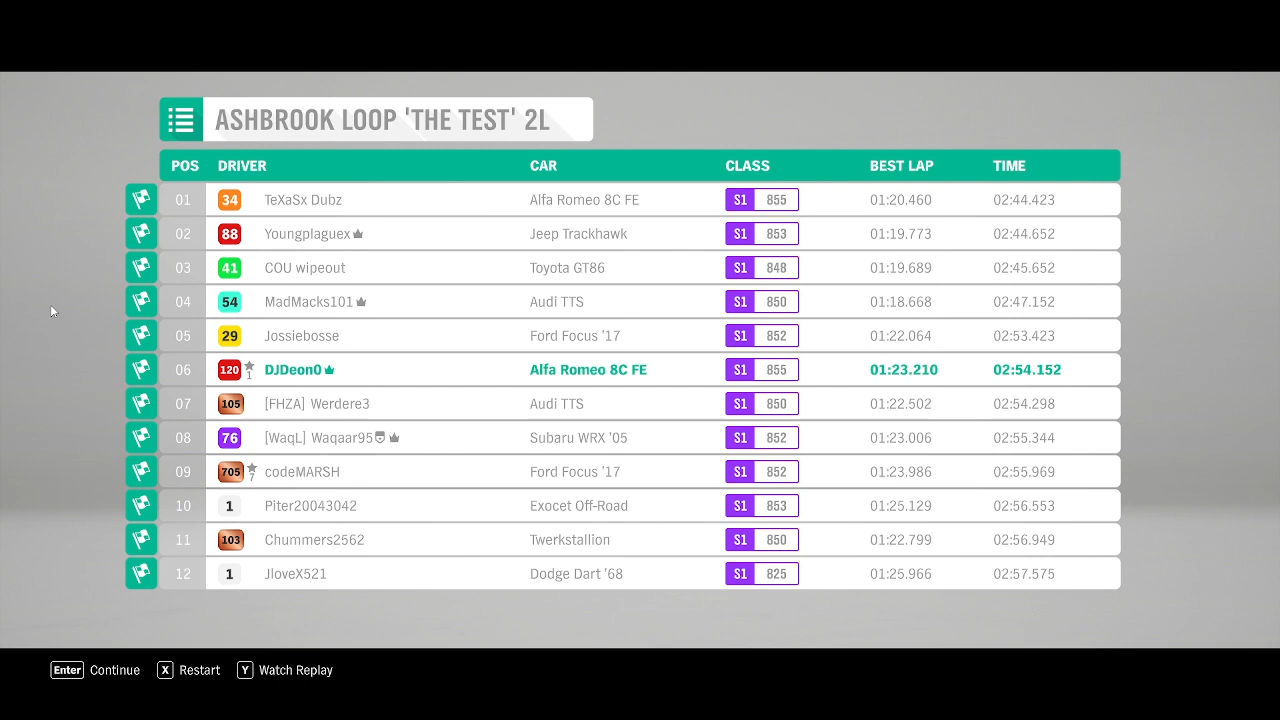 ASHBROOK LOOP 'THE TEST' 2L
POS DRIVER CAR CLASS BEST LAP TIME
01 34 TeXaSx Dubz Alfa Romeo 8C FE S1 855 01:20.460 02:44.423
02 88 Youngplaguex Jeep Trackhawk S1 853 01:19.773 02:44.652
03 41 COU wipeout Toyota GT86 S1 848 01:19.689 02:45.652
04 54 MadMacks101 Audi TTS S1 850 01:18.668 02:47.152
05 29 Jossiebosse Ford Focus '17 S1 852 01:22.064 02:53.423
06 120 1 DJDeon0 Alfa Romeo 8C FE S1 855 01:23.210 02:54.152
07 105 [FHZA] Werdere3 Audi TTS S1 850 01:22.502 02:54.298
08 76 [WaqL] Waqaar95 Subaru WRX '05 S1 852 01:23.006 02:55.344
09 705 7 codeMARSH Ford Focus '17 S1 852 01:23.986 02:55.969
10 1 Piter20043042 Exocet Off-Road S1 853 01:25.129 02:56.553
11 103 Chummers2562 Twerkstallion S1 850 01:22.799 02:56.949
12 1 JloveX521 Dodge Dart '68 S1 825 01:25.966 02:57.575
Enter Continue X Restart Y Watch Replay